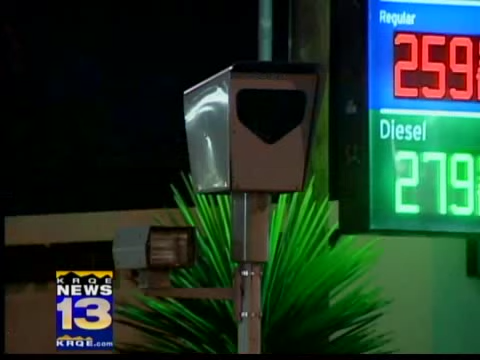 Regular
259
Diesel
279
KRQE
NEWS
13
KRQE.com